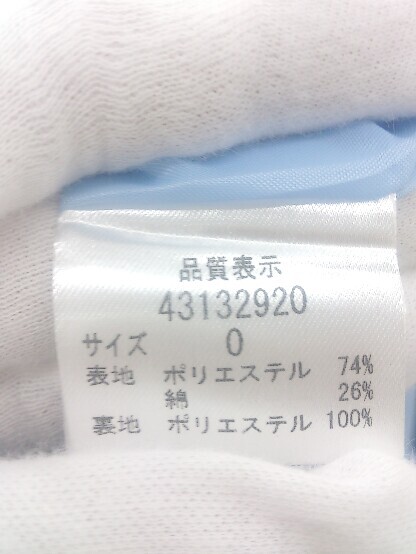 品質表示
43132920
サイズ 0
表地 ポリエステル 74%
綿 26%
裏地 ポリエステル 100%